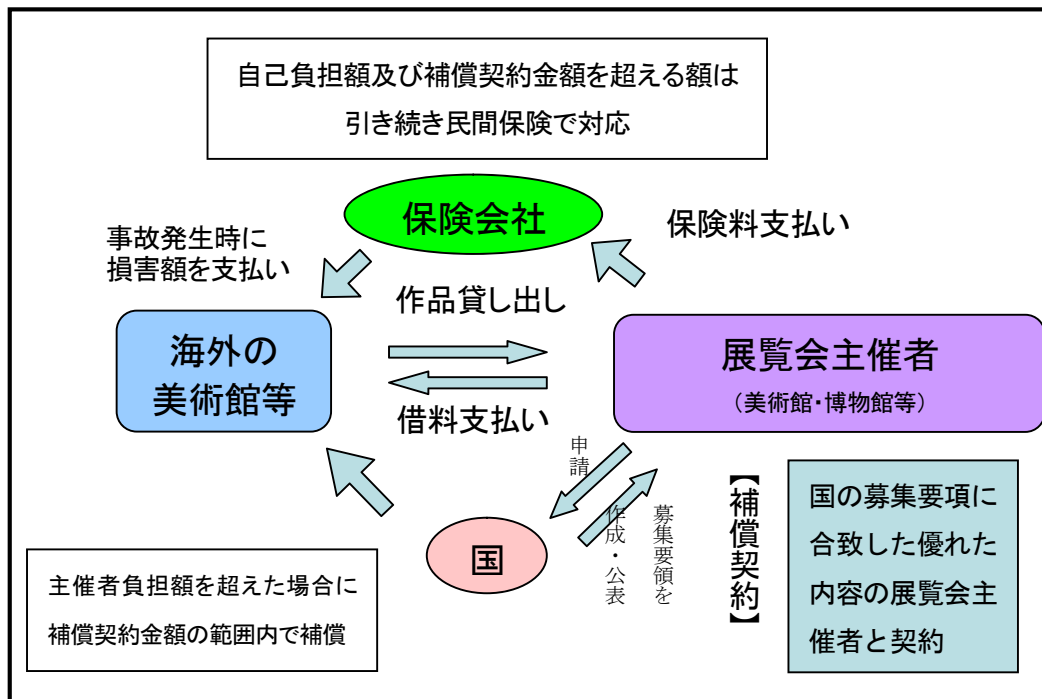 自己負担額及び補償契約金額を超える額は
引き続き民間保険で対応
保険会社
保険料支払い
事故発生時に
損害額を支払い
作品貸し出し
海外の
美術館等
展覧会主催者
（美術館・博物館等）
借料支払い
申請
募集要領を
作成・公表
【補償契約】
国の募集要項に
合致した優れた
内容の展覧会主
催者と契約
国
主催者負担額を超えた場合に
補償契約金額の範囲内で補償